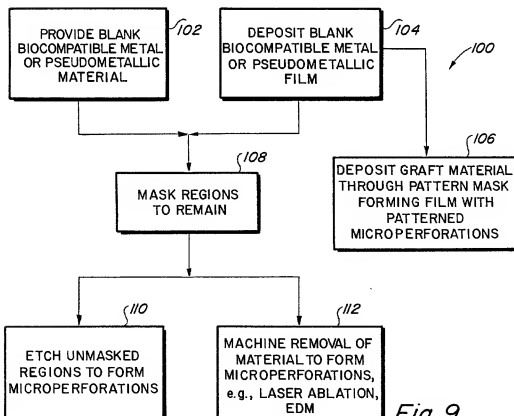 PROVIDE BLANK
BIOCOMPATIBLE METAL
OR PSEUDOMETALLIC
MATERIAL
102
DEPOSIT BLANK
BIOCOMPATIBLE METAL
OR PSEUDOMETALLIC
FILM
104
100
106
DEPOSIT GRAFT MATERIAL
THROUGH PATTERN MASK
FORMING FILM WITH
PATTERNED
MICROPERFORATIONS
108
MASK REGIONS
TO REMAIN
110
ETCH UNMASKED
REGIONS TO FORM
MICROPERFORATIONS
112
MACHINE REMOVAL OF
MATERIAL TO FORM
MICROPERFORATIONS,
e.g., LASER ABLATION,
EDM
Fig. 9